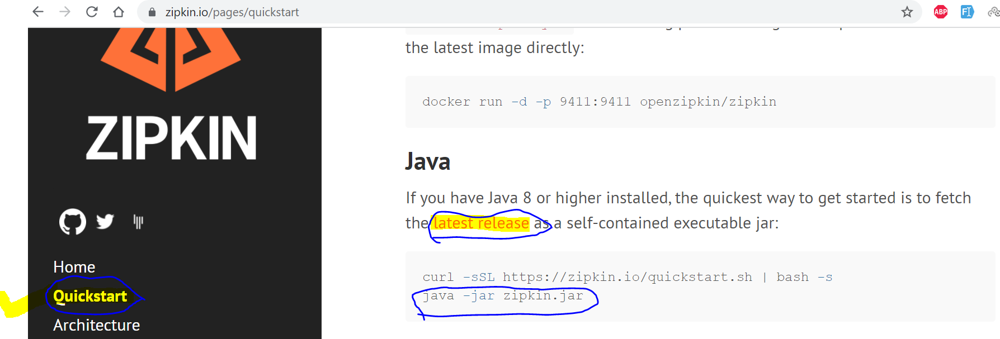 zipkin.io/pages/quickstart
ABP
the latest image directly:
docker run -d -p 9411:9411 openzipkin/zipkin
ZIPKIN
Java
If you have Java 8 or higher installed, the quickest way to get started is to fetch
the latest release as a self-contained executable jar:
Home
Quickstart
Architecture
curl -sSL https://zipkin.io/quickstart.sh | bash -s
java -jar zipkin.jar